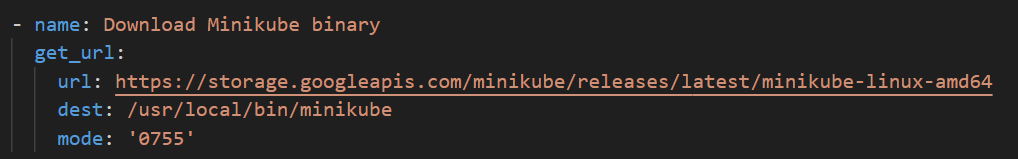 - name: Download Minikube binary
  get_url:
    url: https://storage.googleapis.com/minikube/releases/latest/minikube-linux-amd64
    dest: /usr/local/bin/minikube
    mode: '0755'